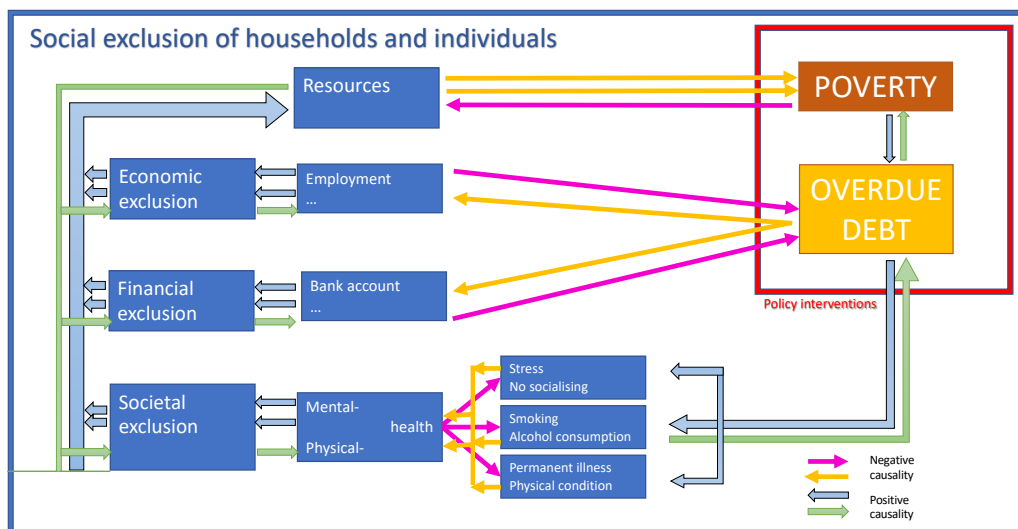 Social exclusion of households and individuals
Resources
POVERTY
Economic
exclusion
Employment
...
OVERDUE
DEBT
Financial
exclusion
Bank account
...
Policy interventions
Societal
exclusion
Mental-
health
Physical-
Stress
No socialising
Smoking
Alcohol consumption
Permanent illness
Physical condition
Negative
causality
Positive
causality